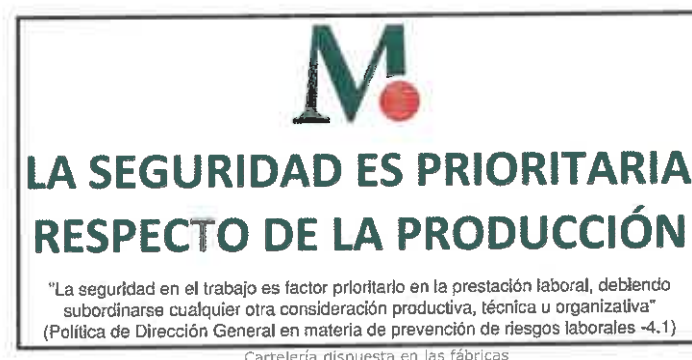 M
LA SEGURIDAD ES PRIORITARIA
RESPECTO DE LA PRODUCCIÓN
"La seguridad en el trabajo es factor prioritario en la prestación laboral, debiendo
subordinarse cualquier otra consideración productiva, técnica u organizativa"
(Política de Dirección General en materia de prevención de riesgos laborales -4.1)
Cartelería dispuesta en las fábricas